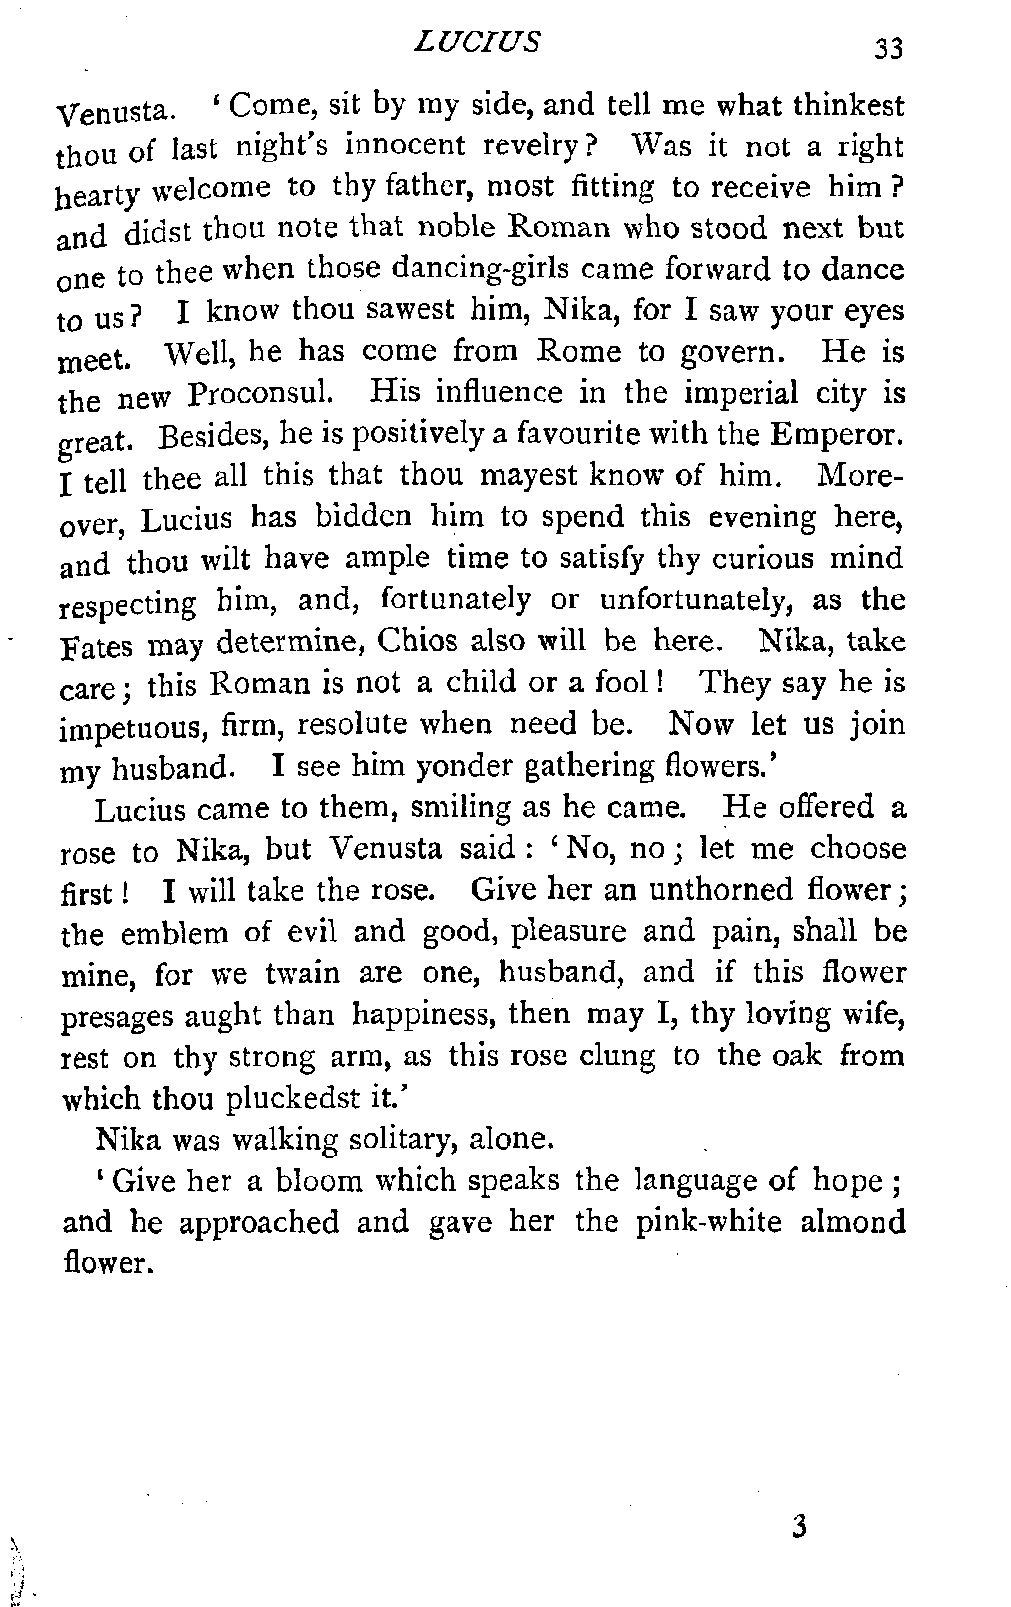 LUCIUS 33
Venusta. ‘Come, sit by my side, and tell me what thinkest
thou of last night’s innocent revelry? Was it not a right
hearty welcome to thy father, most fitting to receive him?
and didst thou note that noble Roman who stood next but
one to thee when those dancing-girls came forward to dance
to us? I know thou sawest him, Nika, for I saw your eyes
meet. Well, he has come from Rome to govern. He is
the new Proconsul. His influence in the imperial city is
great. Besides, he is positively a favourite with the Emperor.
I tell thee all this that thou mayest know of him. More-
over, Lucius has bidden him to spend this evening here,
and thou wilt have ample time to satisfy thy curious mind
respecting him, and, fortunately or unfortunately, as the
Fates may determine, Chios also will be here. Nika, take
care; this Roman is not a child or a fool! They say he is
impetuous, firm, resolute when need be. Now let us join
my husband. I see him yonder gathering flowers.’
Lucius came to them, smiling as he came. He offered a
rose to Nika, but Venusta said: ‘No, no; let me choose
first! I will take the rose. Give her an unthorned flower;
the emblem of evil and good, pleasure and pain, shall be
mine, for we twain are one, husband, and if this flower
presages aught than happiness, then may I, thy loving wife,
rest on thy strong arm, as this rose clung to the oak from
which thou pluckedst it.’
Nika was walking solitary, alone.
‘Give her a bloom which speaks the language of hope;
and he approached and gave her the pink-white almond
flower.
3